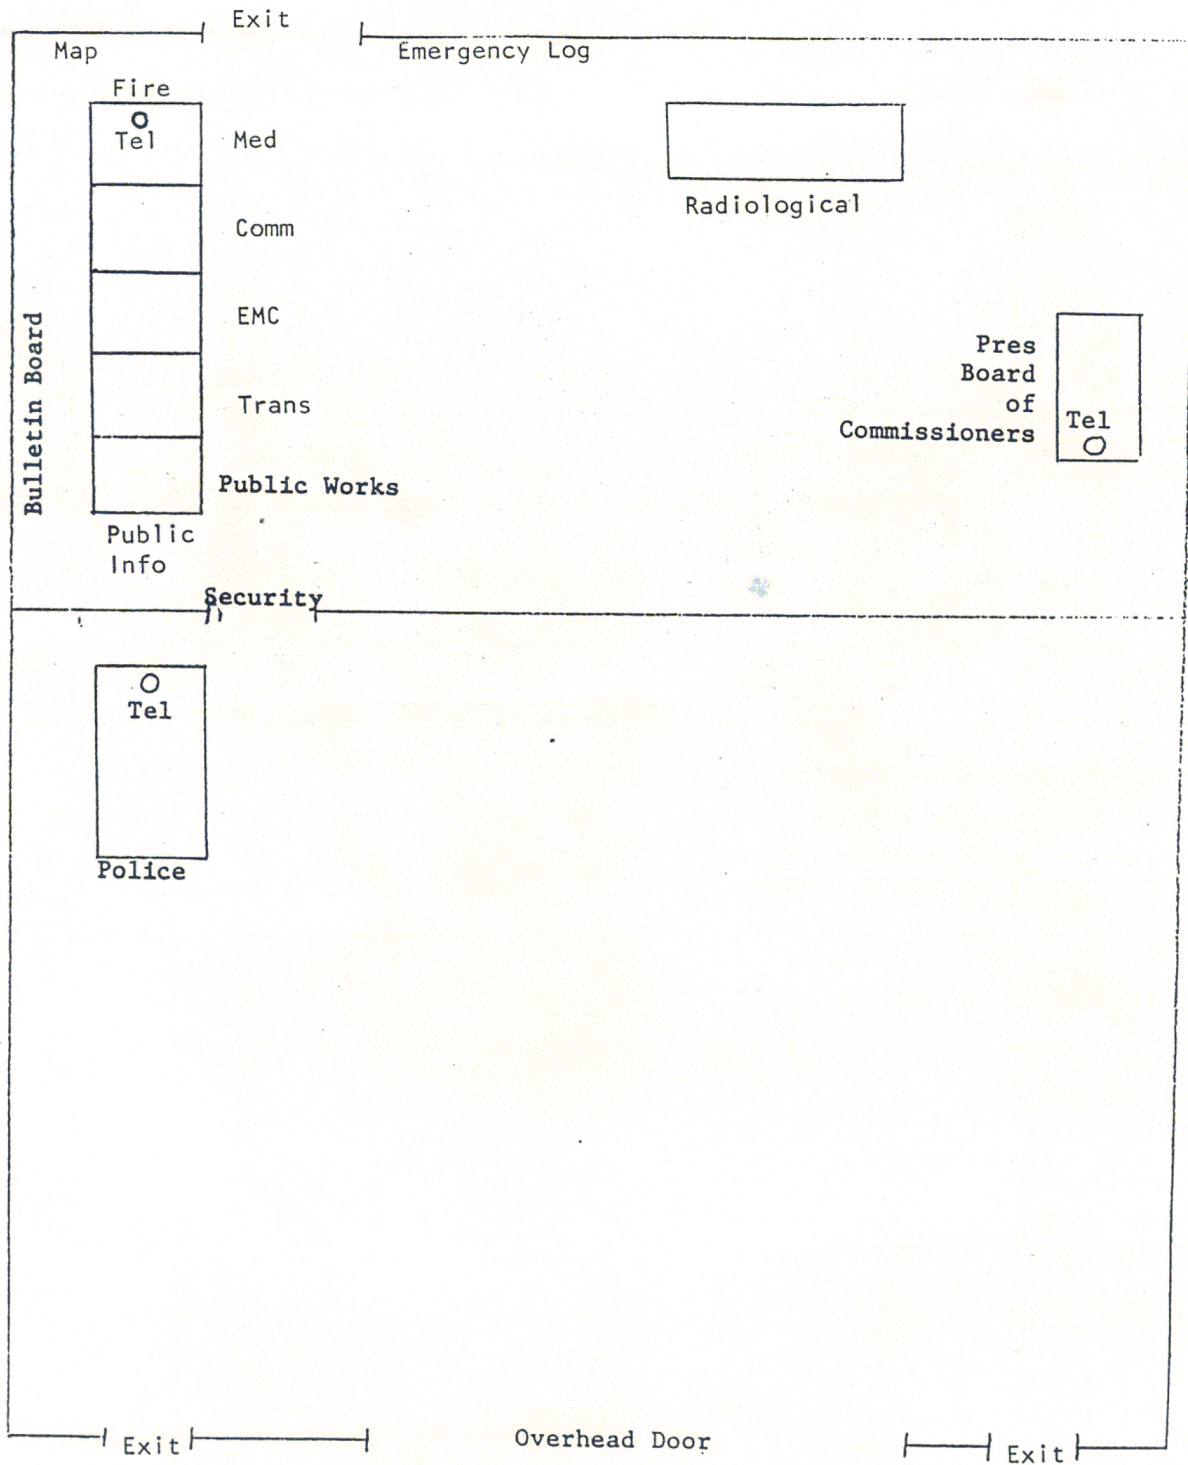 Exit
Map
Emergency Log
Fire
Tel
Med
Radiological
Comm
EMC
Bulletin Board
Pres
Board
of
Commissioners
Tel
Trans
Public Works
Public
Info
Security
Tel
Police
Exit
Overhead Door
Exit